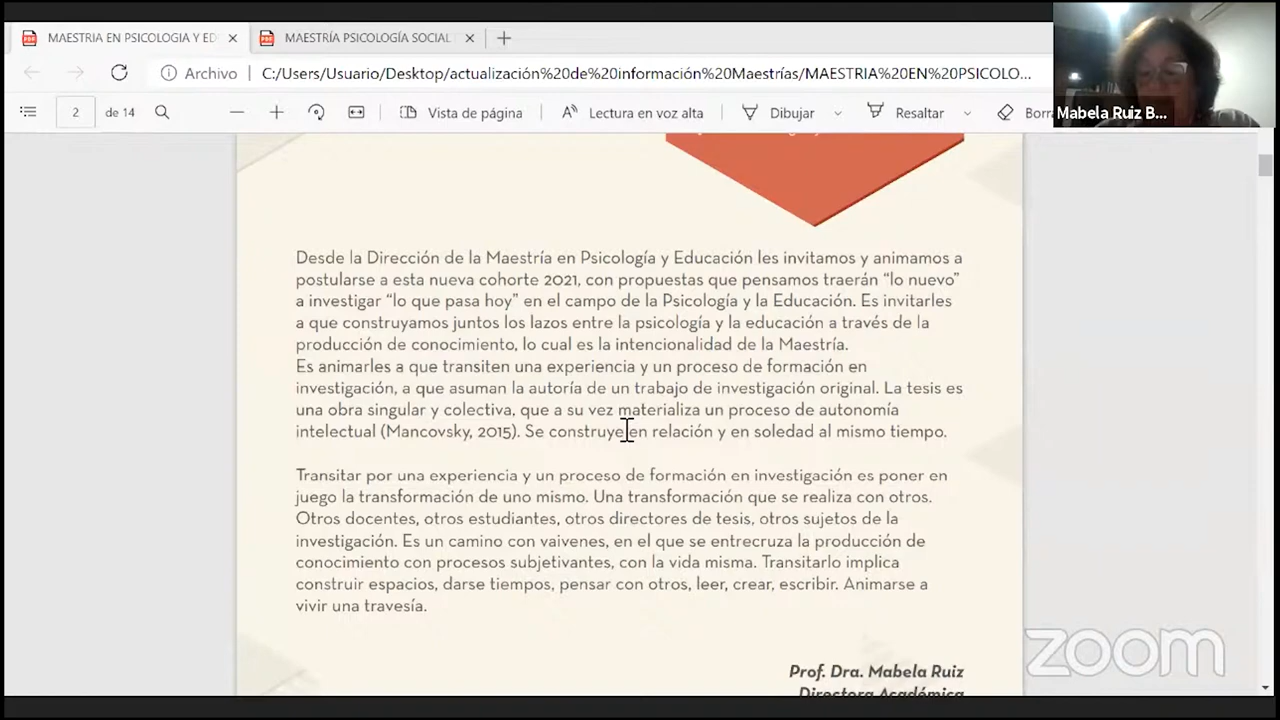 MAESTRIA EN PSICOLOGIA Y ED
MAESTRÍA PSICOLOGÍA SOCIAL
Archivo
C:/Users/Usuario/Desktop/actualización%20de%20información%20Maestrías/MAESTRIA%20EN%20PSICOLO...
2 de 14
Vista de página
Lectura en voz alta
Dibujar
Resaltar
Borr
Mabela Ruiz B...
Desde la Dirección de la Maestría en Psicología y Educación les invitamos y animamos a
postularse a esta nueva cohorte 2021, con propuestas que pensamos traerán “lo nuevo”
a investigar “lo que pasa hoy” en el campo de la Psicología y la Educación. Es invitarles
a que construyamos juntos los lazos entre la psicología y la educación a través de la
producción de conocimiento, lo cual es la intencionalidad de la Maestría.
Es animarles a que transiten una experiencia y un proceso de formación en
investigación, a que asuman la autoría de un trabajo de investigación original. La tesis es
una obra singular y colectiva, que a su vez materializa un proceso de autonomía
intelectual (Mancovsky, 2015). Se construye en relación y en soledad al mismo tiempo.
Transitar por una experiencia y un proceso de formación en investigación es poner en
juego la transformación de uno mismo. Una transformación que se realiza con otros.
Otros docentes, otros estudiantes, otros directores de tesis, otros sujetos de la
investigación. Es un camino con vaivenes, en el que se entrecruza la producción de
conocimiento con procesos subjetivantes, con la vida misma. Transitarlo implica
construir espacios, darse tiempos, pensar con otros, leer, crear, escribir. Animarse a
vivir una travesía.
Prof. Dra. Mabela Ruiz
Directora Académica
zoom